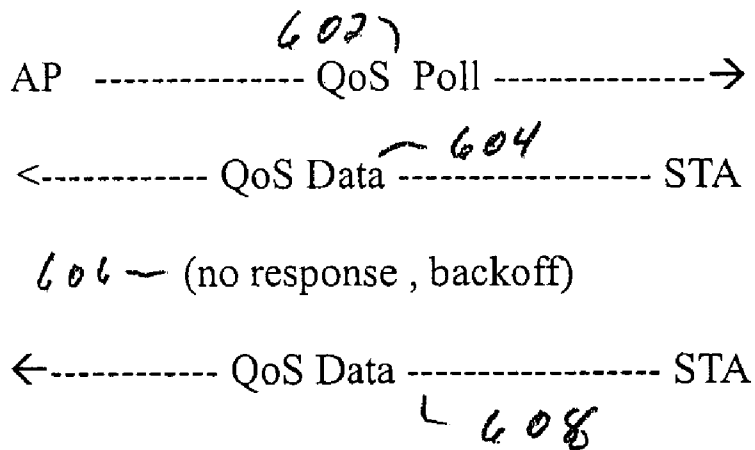 602
AP ------------- QoS Poll --------------→
<------------ QoS Data ---------------- STA
604
606 (no response , backoff)
←----------- QoS Data ---------------- STA
608